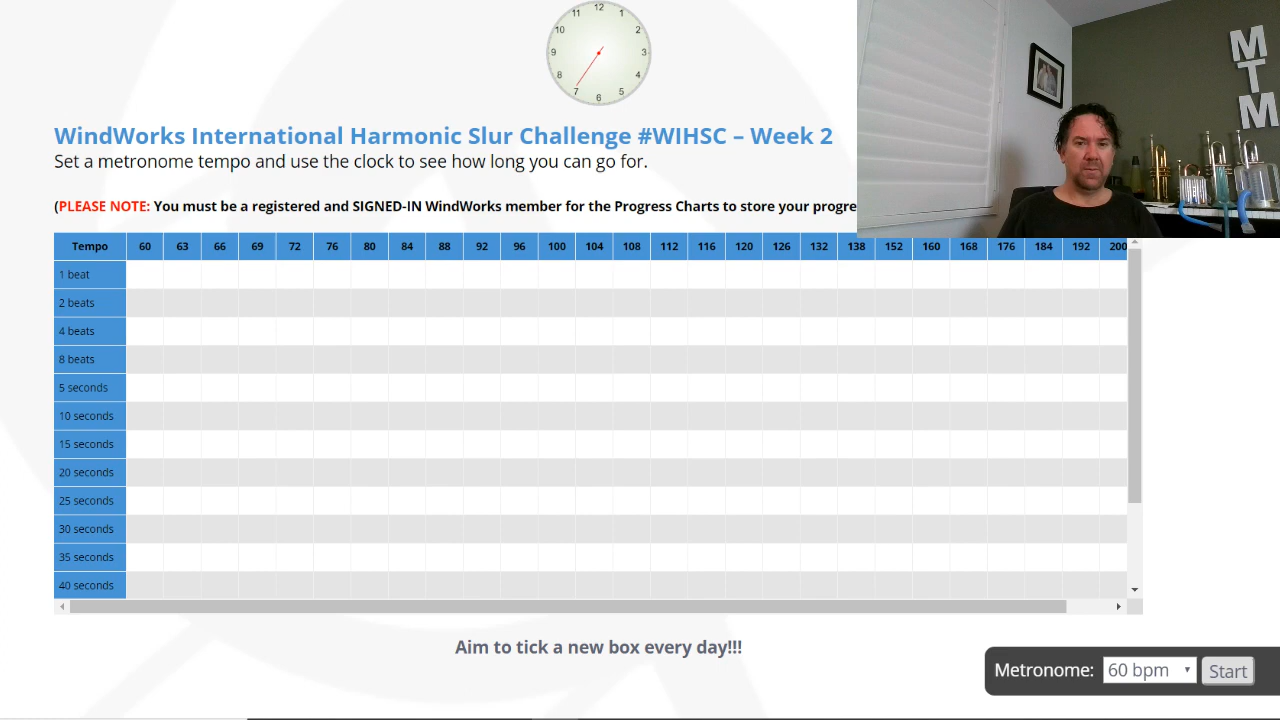 12
11 1
10 2
9 3
8 4
7 5
6
MTM
WindWorks International Harmonic Slur Challenge #WIHSC – Week 2
Set a metronome tempo and use the clock to see how long you can go for.
(PLEASE NOTE: You must be a registered and SIGNED-IN WindWorks member for the Progress Charts to store your progre
Tempo 60 63 66 69 72 76 80 84 88 92 96 100 104 108 112 116 120 126 132 138 152 160 168 176 184 192 200
1 beat
2 beats
4 beats
8 beats
5 seconds
10 seconds
15 seconds
20 seconds
25 seconds
30 seconds
35 seconds
40 seconds
Aim to tick a new box every day!!!
Metronome: 60 bpm Start